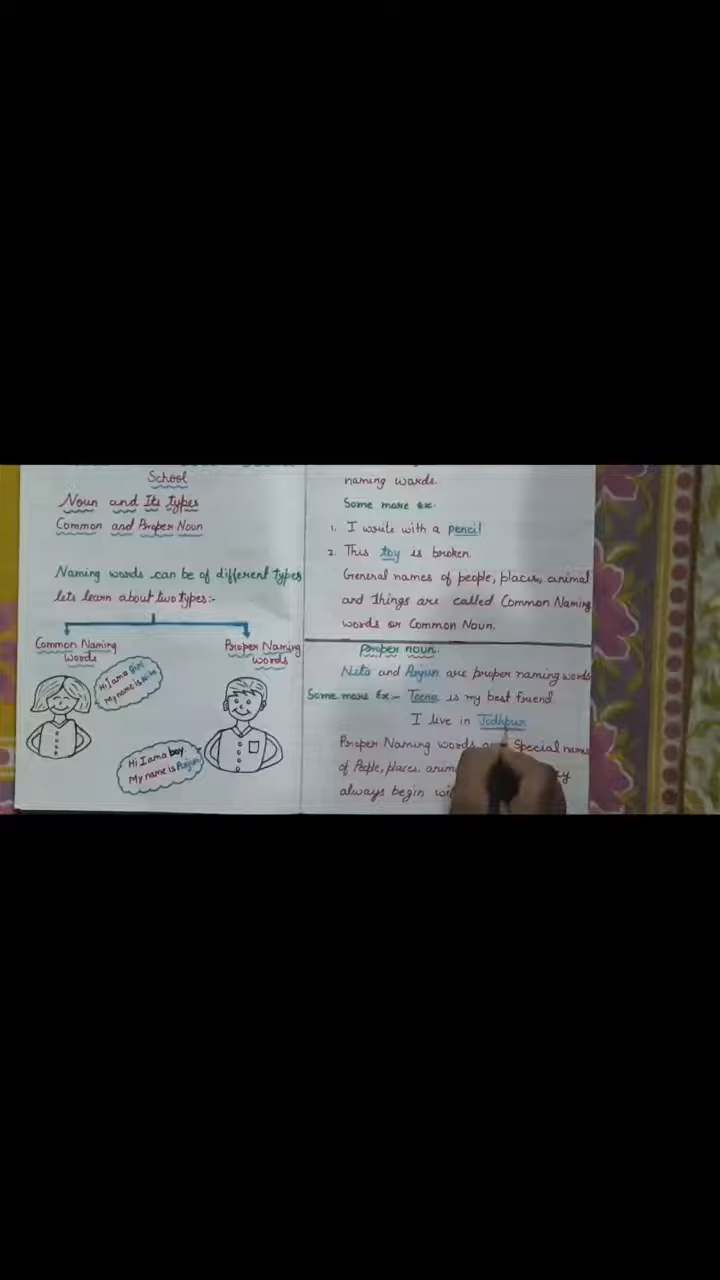 School
Noun and Its types
Common and Proper Noun
Naming words can be of different types
lets learn about two types:-
Common Naming
words
Proper Naming
words
Hi I am a Girl
My name is Nita
Hi I am a boy
My name is Arjun
naming words.
Some more ex.
1. I write with a pencil
2. This toy is broken.
General names of people, places, animal
and things are called Common Naming
words or Common Noun.
Proper noun.
Nita and Arjun are proper naming words
Some more Ex:- Teena is my best friend.
I live in Jodhpur
Proper Naming words Special name
of People, places,
always begin